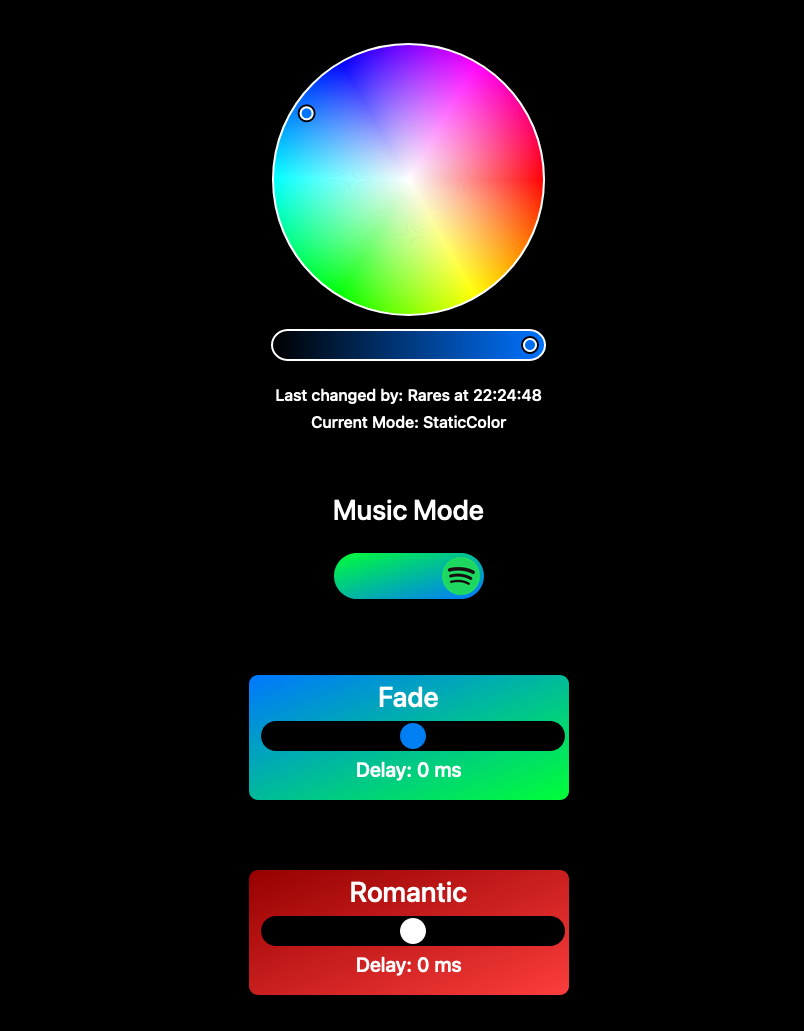 Last changed by: Rares at 22:24:48
Current Mode: StaticColor
Music Mode
Fade
Delay: 0 ms
Romantic
Delay: 0 ms